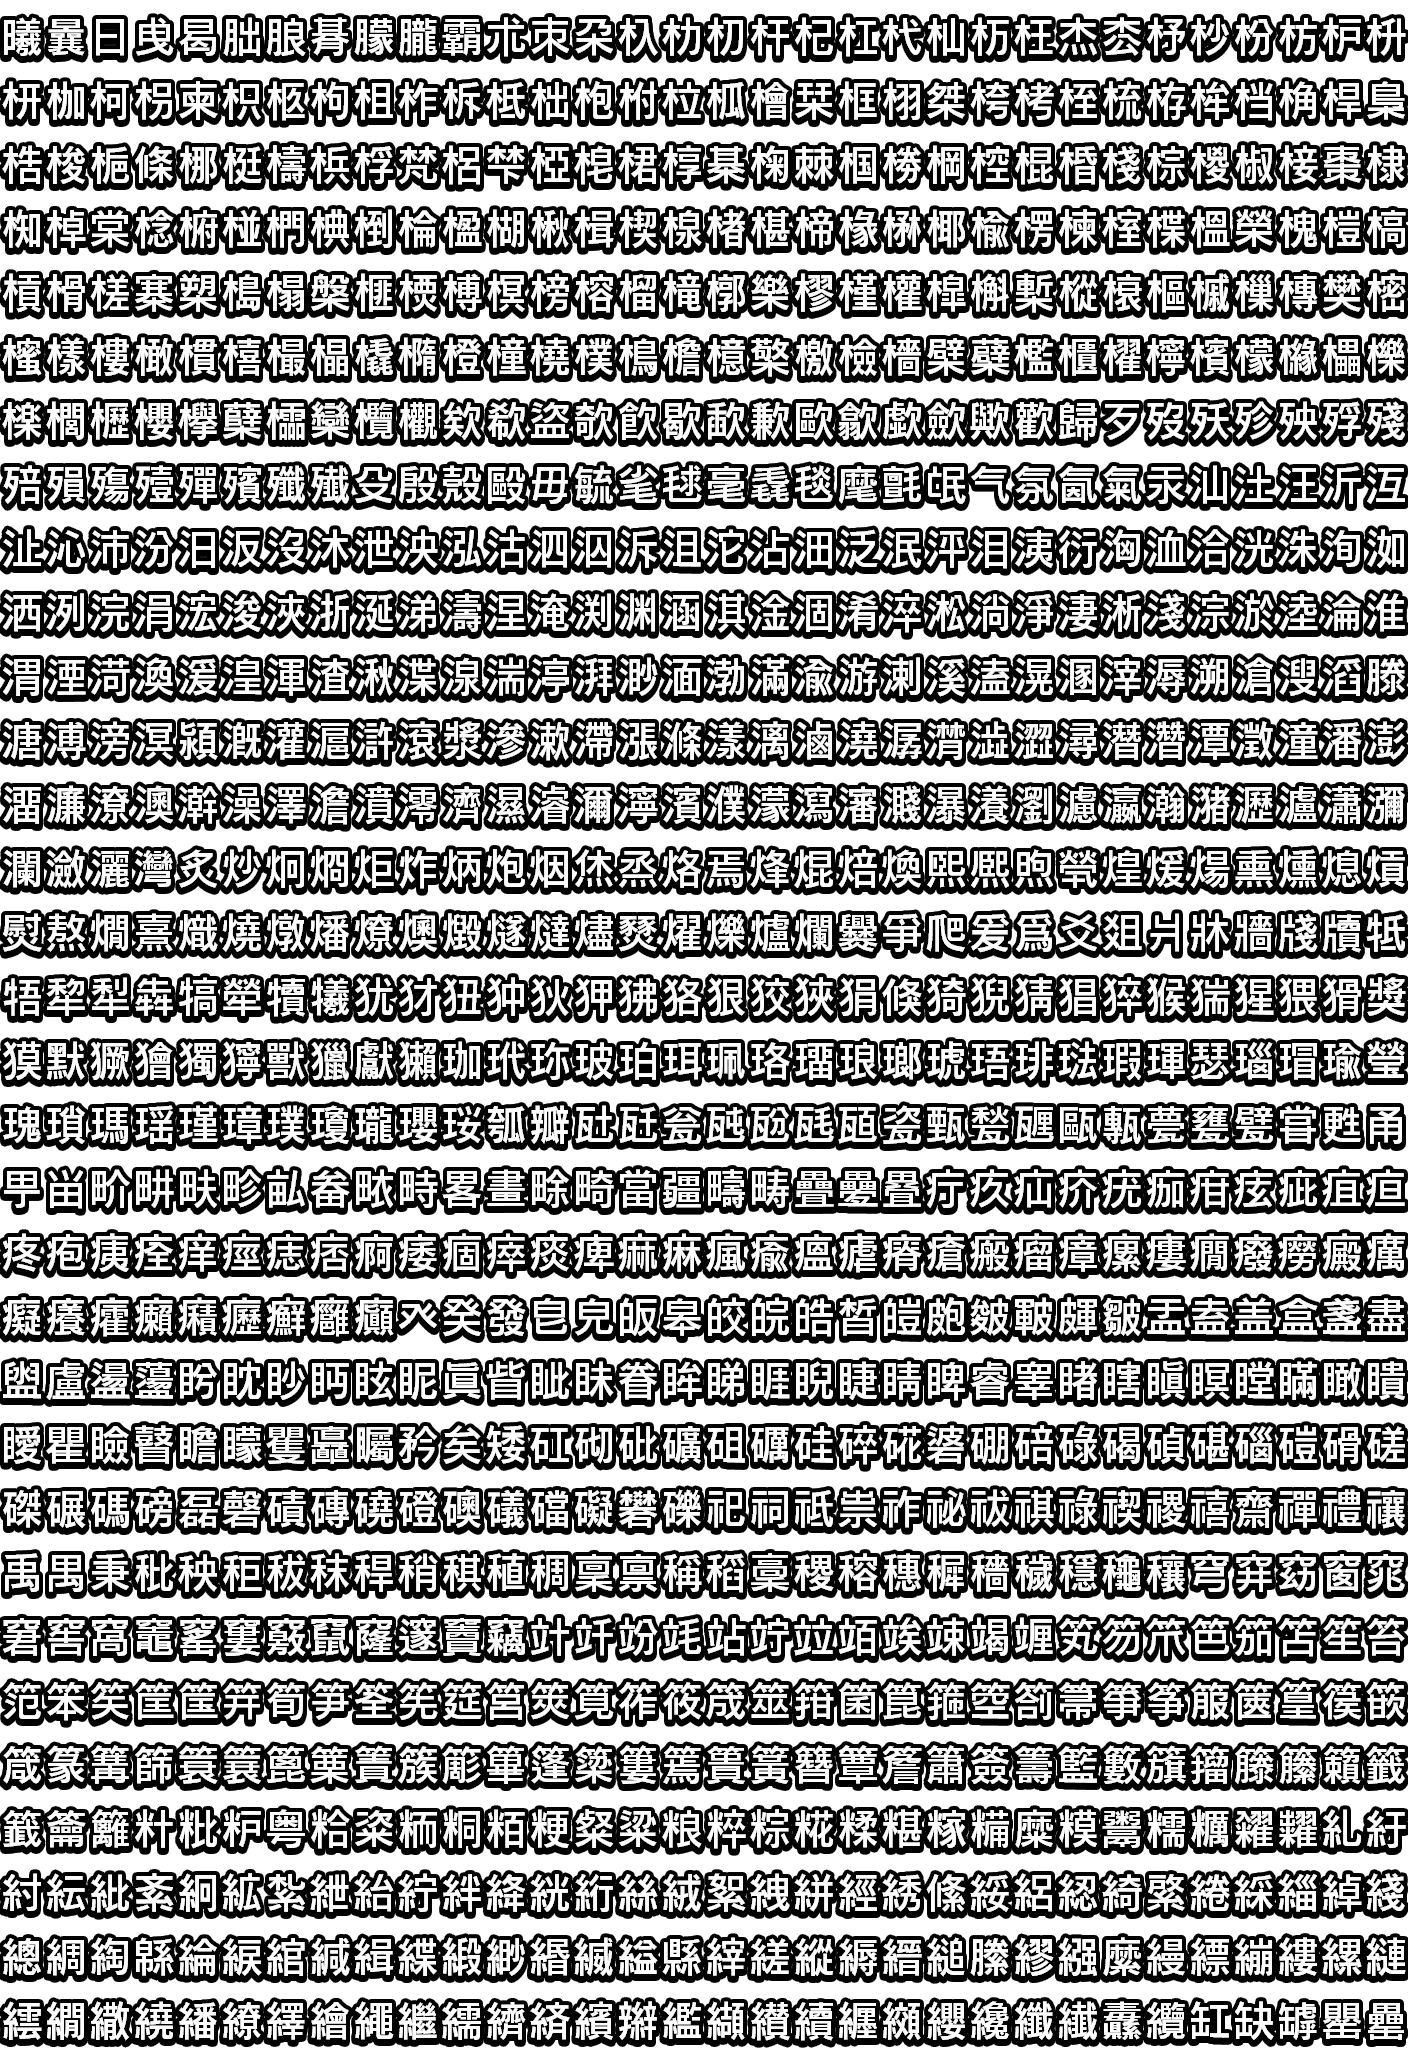 曦曩曰曵曷朏朖朞朦朧霸朮朿朶杁朸朷杆杞杠杙杣杤枉杰枩杼杪枌枋枦枡
枅枷柯枴柬枳柩枸柤柞柝柢柮枹柎柆柧檜栞框栩桀桍栲桎梳栫桙档桷桿梟
梏梭梔條梛梃檮梹桴梵梠梺椏梍桾椁棊椈棘椢椦棡椌棍棔棧棕椶椒椄棗棣
椥棹棠棯椨椪椚椣椡棆楹楷楜楸楫楔楾楮椹楴椽楙椰楡楞楝榁楪榲榮槐榿槁
槓榾槎寨槊槝榻槃榧樮榑榠榜榕榴槞槨樂樛槿權槹槲槧樅榱樞槭樔槫樊樒
櫁樣樓橄樌橲樶橸橇橢橙橦橈樸樢檐檍檠檄檢檣檗蘗檻櫃櫂檸檳檬櫞櫑櫟
檪櫚櫪櫻欅蘖櫺欒欖欟欸欷盜欹飮歇歃歉歐歙歔歛歟歡歸歹歿殀殄殃殍殘
殕殞殤殪殫殯殲殱殳殷殼毆毋毓毟毬毫毳毯麾氈氓气氛氤氣汞汕汢汪沂沍
沚沁沛汾汨汳沒沐泄泱泓沽泗泅泝沮沱沾沺泛泯泙泪洟衍洶洫洽洸洙洵洳
洒洌浣涓浤浚浹浙涎涕濤涅淹渕渊涵淇淦涸淆淬淞淌淨淒淅淺淙淤淕淪淮
渭湮渮渙湲湟渾渣湫渫湶湍渟湃渺湎渤滿渝游溂溪溘滉溷滓溽溯滄溲滔滕
溏溥滂溟潁漑灌滬滸滾漿滲漱滯漲滌漾漓滷澆潺潸澁澀潯潛濳潭澂潼潘澎
澑濂潦澳澣澡澤澹濆澪濟濕濬濔濘濱濮濛瀉瀋濺瀑瀁瀏濾瀛瀚潴瀝瀘瀟瀰
瀾瀲灑灣炙炒炯烱炬炸炳炮烟烋烝烙焉烽焜焙煥煕熈煦煢煌煖煬熏燻熄熕
熨熬燗熹熾燒燉燔燎燠燬燧燵燼燹燿爍爐爛爨爭爬爰爲爻爼爿牀牆牋牘牴
牾犂犁犇犒犖犢犧犹犲狃狆狄狎狒狢狠狡狹狷倏猗猊猜猖猝猴猯猩猥猾獎
獏默獗獪獨獰獸獵獻獺珈玳珎玻珀珥珮珞璢琅瑯琥珸琲琺瑕琿瑟瑙瑁瑜瑩
瑰瑣瑪瑶瑾璋璞瓊瓏瓔珱瓠瓣瓧瓩瓮瓲瓰瓱瓸瓷甄甃甅甌甎甍甕甓甞甦甬
甼畄畍畊畉畛畆畚畩畤畧畫畭畸當疆疇畴疊疉疂疔疚疝疥疣痂疳痃疵疽疸
疼疱痍痊痒痙痣痞痾痿痼瘁痰痺痲痳瘋瘉瘟瘧瘠瘡瘢瘤瘴瘰瘻癇癈癆癜癘
癡癢癨癩癪癧癬癰癲癶癸發皀皃皈皋皎皖皓皙皚皰皴皸皹皺盂盍盖盒盞盡
盥盧盪蘯盻眈眇眄眩眤眞眥眦眛眷眸睇睚睨睫睛睥睿睾睹瞎瞋瞑瞠瞞瞰瞶
曖瞿瞼瞽瞻矇矍矗矚矜矣矮矼砌砒礦砠礪硅碎硴碆硼碚碌碣碵碪碯磑磆磋
磔碾碼磅磊磬磧磚磽磴礇礒礑礙礬礫祀祠祗祟祚祕祓祺祿禊禝禧齋禪禮禳
禹禺秉秕秧秬秡秣稈稍稘稙稠稟禀稱稻稾稷穃穗穉穡穢穩龝穰穹穽窈窗窕
窘窖窩竈窰窶竅竄窿邃竇竊竍竏竕竓站竚竝竡竢竦竭竰笂笏笊笆笳笘笙笞
笵笨笶筐筺笄筍笋筌筅筵筥筴筧筰筱筬筮箝箘箟箍箜箚箒箏筝箙篋篁篌箴
箴篆篝篩簑簔篦篥簀簇簓篳篷簗簍篶簣簧簪簟簷簫簽籌籃籔籏籀籐籘籟籤
籖籥籬籵粃粐粤粭粢粫粡粨粳粲粱粮粹粽糀糅糂糘糒糜糢鬻糯糲糴糶糺紆
紂紜紕紊絅絋紮紲紿紵絆絳絖絎絲絨絮絏絣經綉絛綏絽綛綺綮綣綵緇綽綫
總綢綯緜綸綟綰緘緝緤緞緲緡縅縊縣縡縒縱縟縉縋縢繆繦縻縵縹繃縷縲縺
繧繝繖繞繙繚繹繪繩繼繻纃緕繽辮繿纈纉續纒纐纓纔纖纎纛纜缸缺罅罌罍